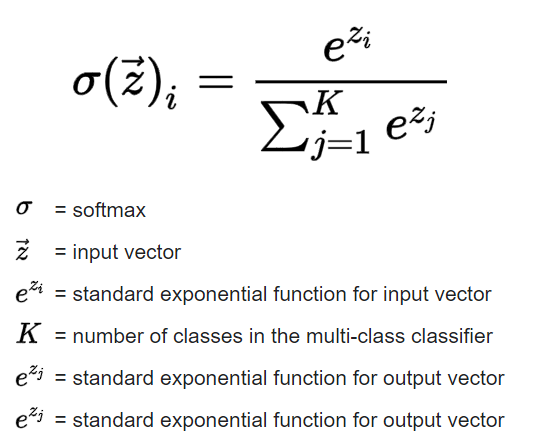 σ(z⃗)ᵢ = e^{zᵢ} / ∑_{j=1}^{K} e^{zⱼ}
σ = softmax
z⃗ = input vector
e^{zᵢ} = standard exponential function for input vector
K = number of classes in the multi-class classifier
e^{zⱼ} = standard exponential function for output vector
e^{zⱼ} = standard exponential function for output vector